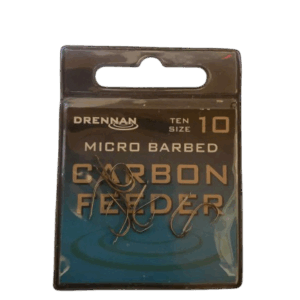 DRENNAN
TEN SIZE 10
MICRO BARBED
CARBON
FEEDER